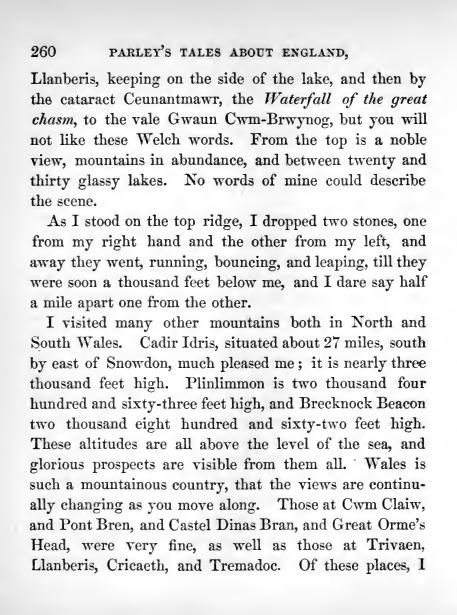 260 PARLEY'S TALES ABOUT ENGLAND,
Llanberis, keeping on the side of the lake, and then by
the cataract Ceunantmawr, the Waterfall of the great
chasm, to the vale Gwaun Cwm-Brwynog, but you will
not like these Welch words. From the top is a noble
view, mountains in abundance, and between twenty and
thirty glassy lakes. No words of mine could describe
the scene.
As I stood on the top ridge, I dropped two stones, one
from my right hand and the other from my left, and
away they went, running, bouncing, and leaping, till they
were soon a thousand feet below me, and I dare say half
a mile apart one from the other.
I visited many other mountains both in North and
South Wales. Cadir Idris, situated about 27 miles, south
by east of Snowdon, much pleased me; it is nearly three
thousand feet high. Plinlimmon is two thousand four
hundred and sixty-three feet high, and Brecknock Beacon
two thousand eight hundred and sixty-two feet high.
These altitudes are all above the level of the sea, and
glorious prospects are visible from them all. Wales is
such a mountainous country, that the views are continu-
ally changing as you move along. Those at Cwm Claiw,
and Pont Bren, and Castel Dinas Bran, and Great Orme's
Head, were very fine, as well as those at Trivaen,
Llanberis, Cricaeth, and Tremadoc. Of these places, I